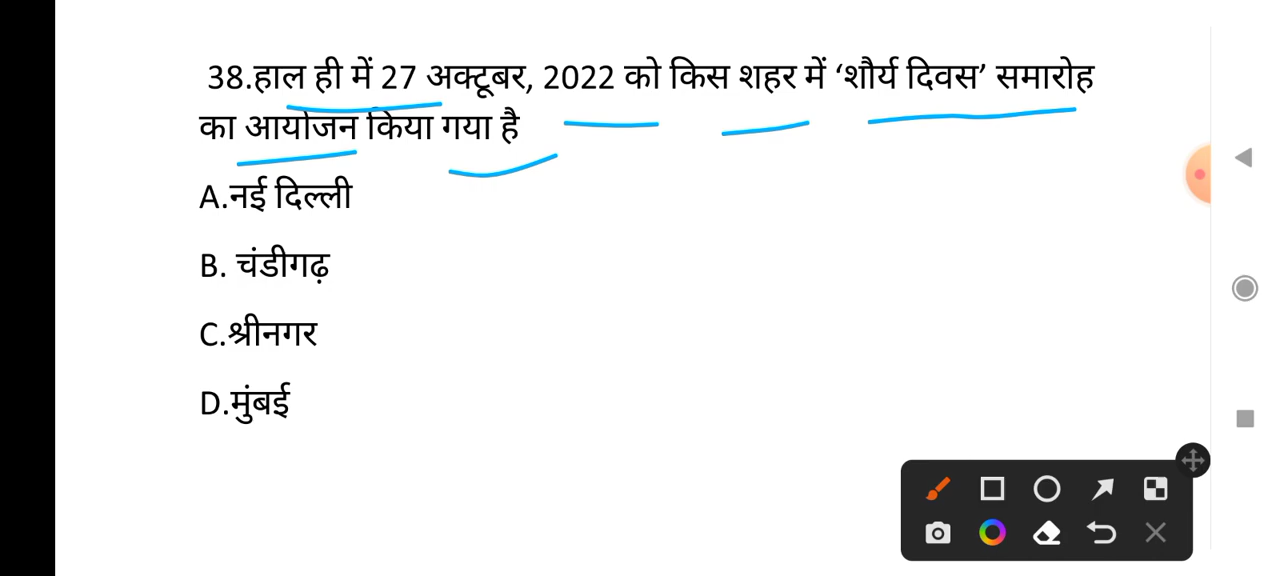 38.हाल ही में 27 अक्टूबर, 2022 को किस शहर में ‘शौर्य दिवस’ समारोह
का आयोजन किया गया है
A.नई दिल्ली
B. चंडीगढ़
C.श्रीनगर
D.मुंबई